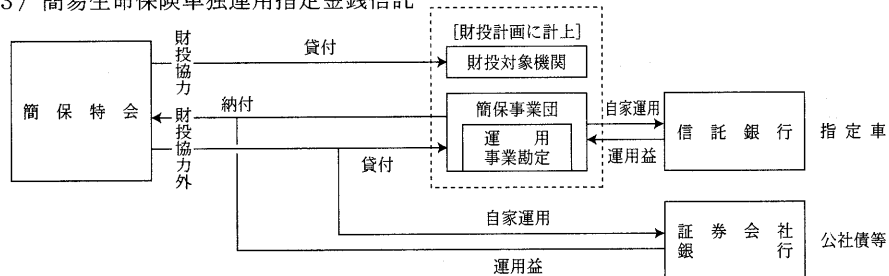 3）簡易生命保険単独運用指定金銭信託
［財投計画に計上］
財投協力
貸付
財投対象機関
簡保特会
納付
財投協力外
貸付
簡保事業団
運用
事業勘定
自家運用
運用益
信託銀行
指定単
自家運用
運用益
証券会社
銀行
公社債等